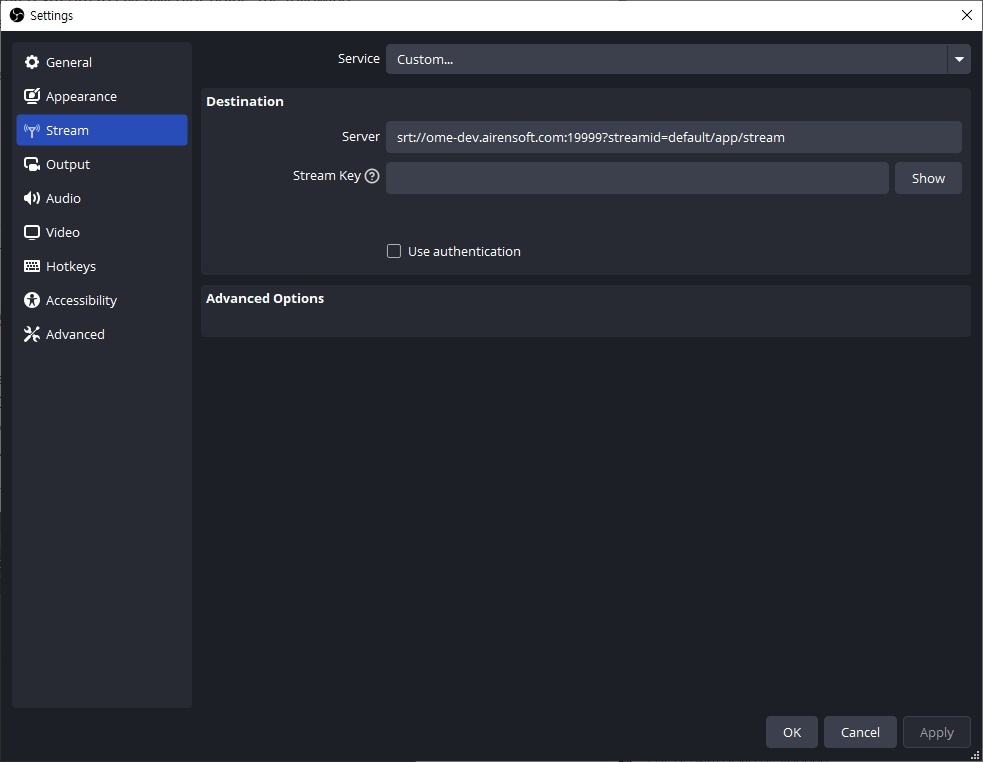 Settings
General
Appearance
Stream
Output
Audio
Video
Hotkeys
Accessibility
Advanced
Service Custom...
Destination
Server srt://ome-dev.airensoft.com:19999?streamid=default/app/stream
Stream Key ? Show
Use authentication
Advanced Options
OK Cancel Apply